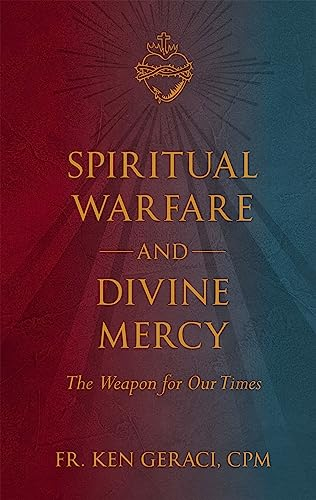 SPIRITUAL
WARFARE
AND
DIVINE
MERCY
The Weapon for Our Times
FR. KEN GERACI, CPM